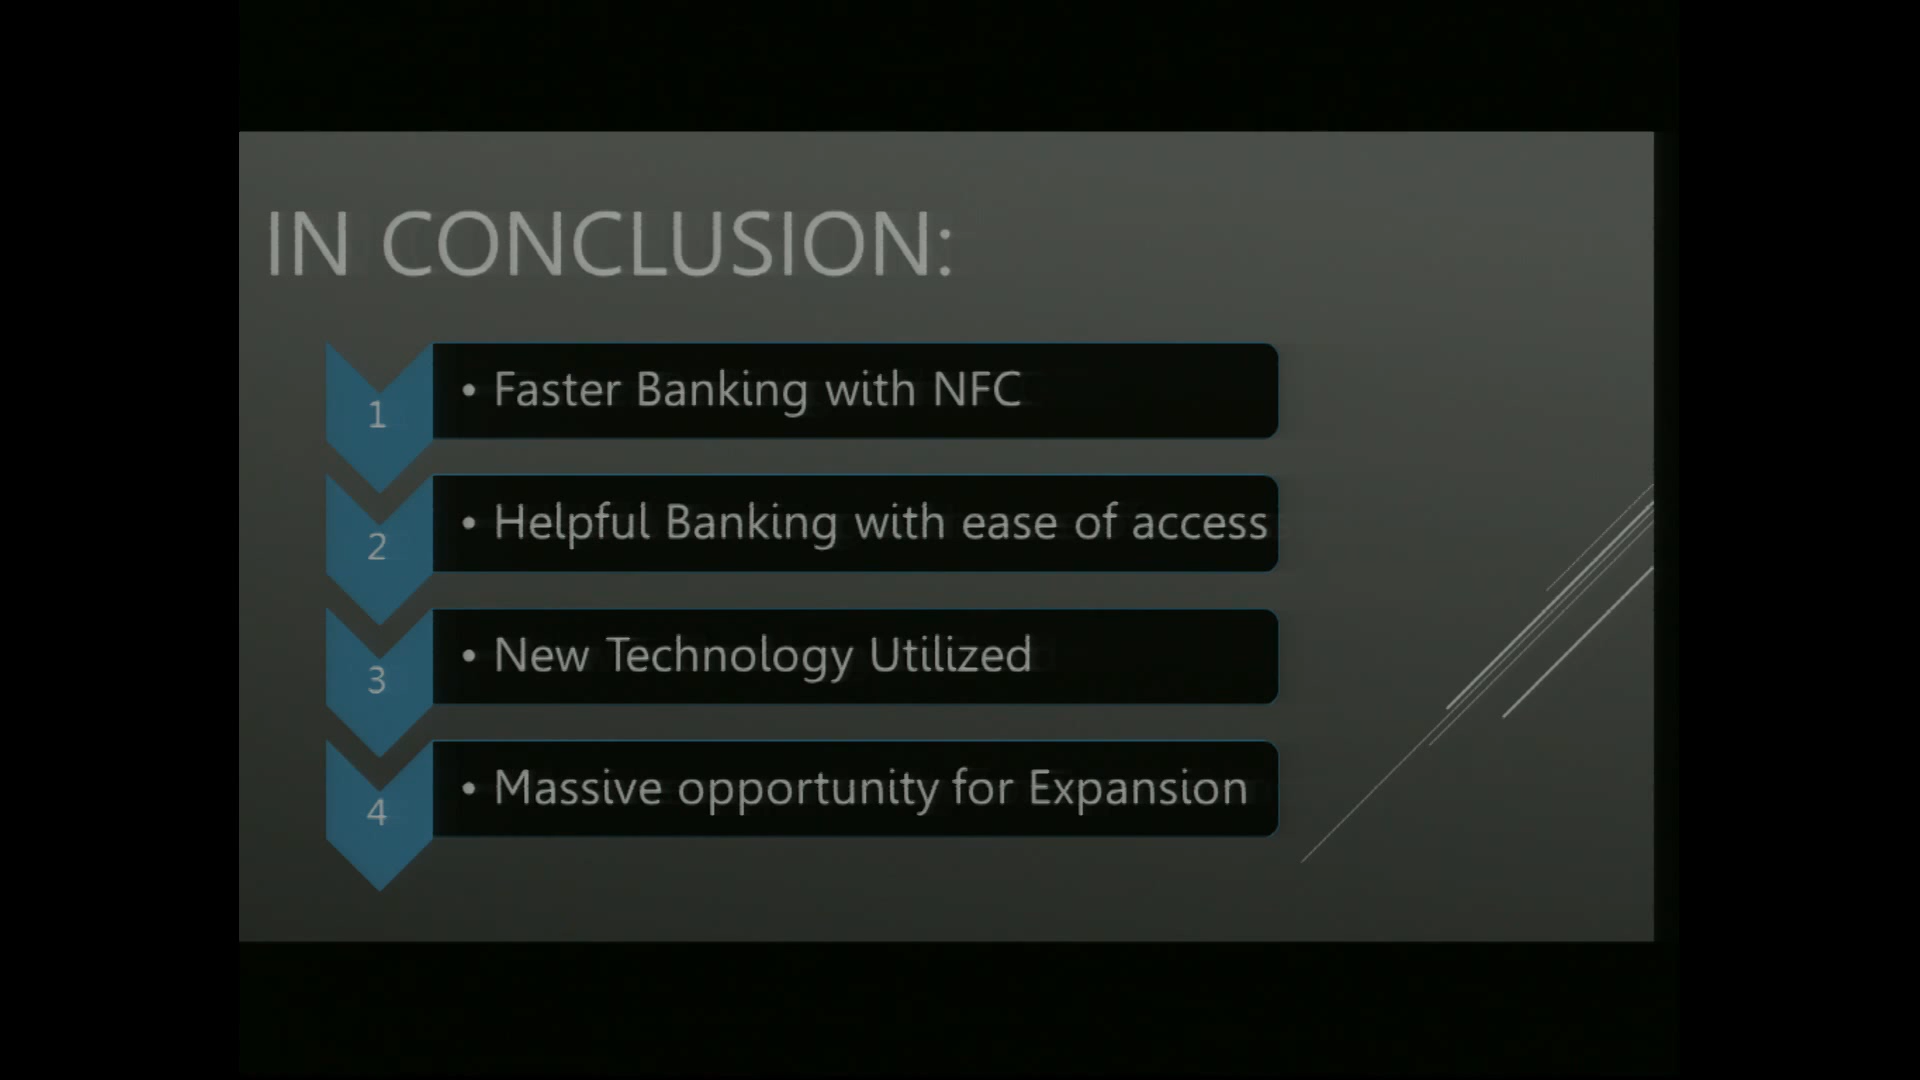 IN CONCLUSION:
1
• Faster Banking with NFC
2
• Helpful Banking with ease of access
3
• New Technology Utilized
4
• Massive opportunity for Expansion